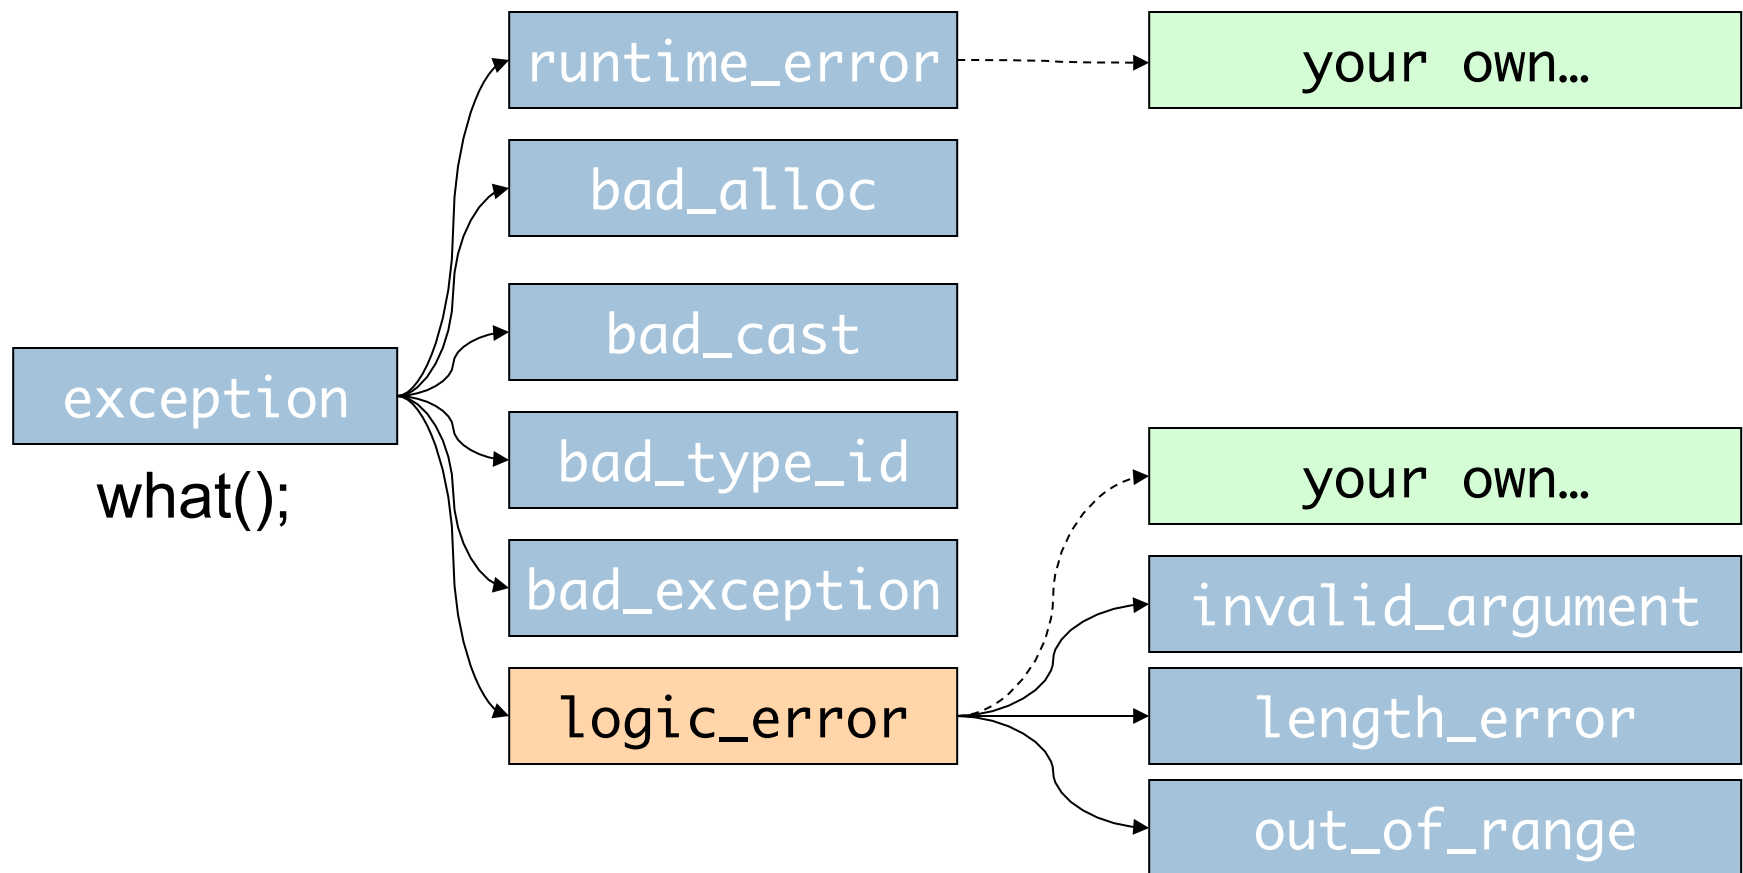 runtime_error
your own…
bad_alloc
bad_cast
exception
what();
bad_type_id
your own…
bad_exception
invalid_argument
logic_error
length_error
out_of_range